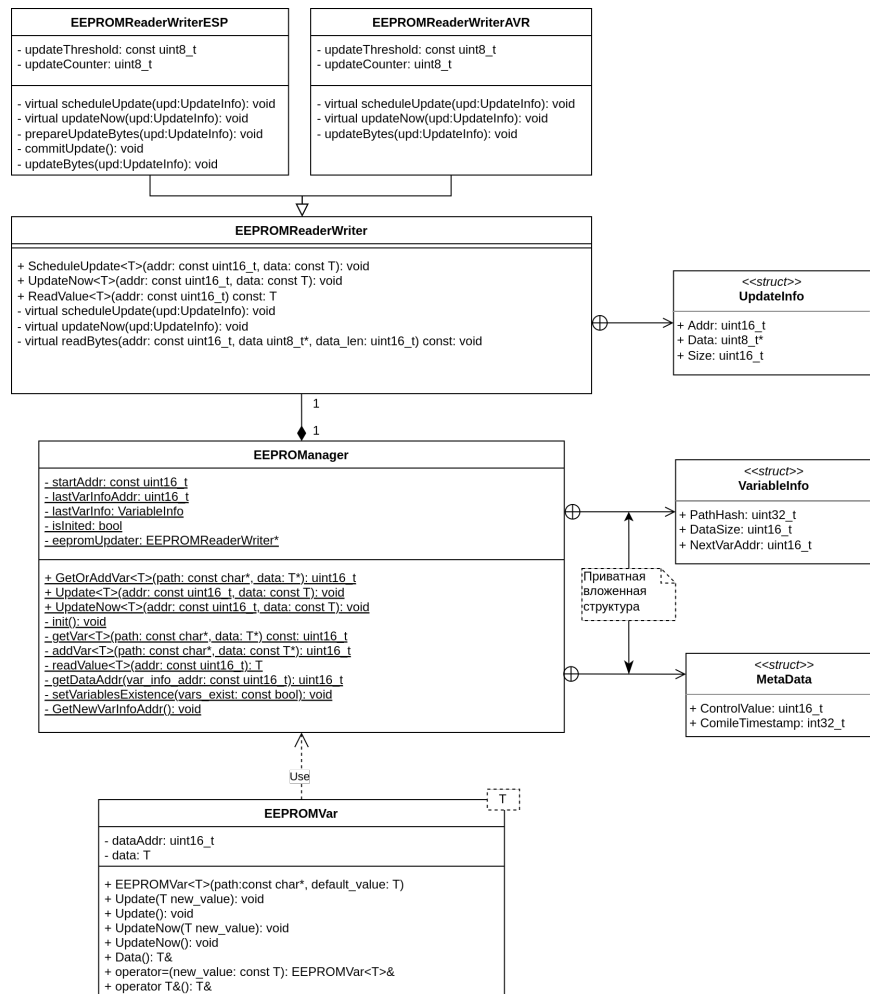 EEPROMReaderWriterESP
- updateThreshold: const uint8_t
- updateCounter: uint8_t
- virtual scheduleUpdate(upd:UpdateInfo): void
- virtual updateNow(upd:UpdateInfo): void
- prepareUpdateBytes(upd:UpdateInfo): void
- commitUpdate(): void
- updateBytes(upd:UpdateInfo): void
EEPROMReaderWriterAVR
- updateThreshold: const uint8_t
- updateCounter: uint8_t
- virtual scheduleUpdate(upd:UpdateInfo): void
- virtual updateNow(upd:UpdateInfo): void
- updateBytes(upd:UpdateInfo): void
EEPROMReaderWriter
+ ScheduleUpdate<T>(addr: const uint16_t, data: const T): void
+ UpdateNow<T>(addr: const uint16_t, data: const T): void
+ ReadValue<T>(addr: const uint16_t) const: T
- virtual scheduleUpdate(upd:UpdateInfo): void
- virtual updateNow(upd:UpdateInfo): void
- virtual readBytes(addr: const uint16_t, data uint8_t*, data_len: uint16_t) const: void
<<struct>>
UpdateInfo
+ Addr: uint16_t
+ Data: uint8_t*
+ Size: uint16_t
1
1
EEPROManager
- startAddr: const uint16_t
- lastVarInfoAddr: uint16_t
- lastVarInfo: VariableInfo
- isInited: bool
- eepromUpdater: EEPROMReaderWriter*
+ GetOrAddVar<T>(path: const char*, data: T*): uint16_t
+ Update<T>(addr: const uint16_t, data: const T): void
+ UpdateNow<T>(addr: const uint16_t, data: const T): void
- init(): void
- getVar<T>(path: const char*, data: T*) const: uint16_t
- addVar<T>(path: const char*, data: const T*): uint16_t
- readValue<T>(addr: const uint16_t): T
- getDataAddr(var_info_addr: const uint16_t): uint16_t
- setVariablesExistence(vars_exist: const bool): void
- GetNewVarInfoAddr(): void
<<struct>>
VariableInfo
+ PathHash: uint32_t
+ DataSize: uint16_t
+ NextVarAddr: uint16_t
Приватная
вложенная
структура
<<struct>>
MetaData
+ ControlValue: uint16_t
+ ComileTimestamp: int32_t
Use
T
EEPROMVar
- dataAddr: uint16_t
- data: T
+ EEPROMVar<T>(path:const char*, default_value: T)
+ Update(T new_value): void
+ Update(): void
+ UpdateNow(T new_value): void
+ UpdateNow(): void
+ Data(): T&
+ operator=(new_value: const T): EEPROMVar<T>&
+ operator T&(): T&